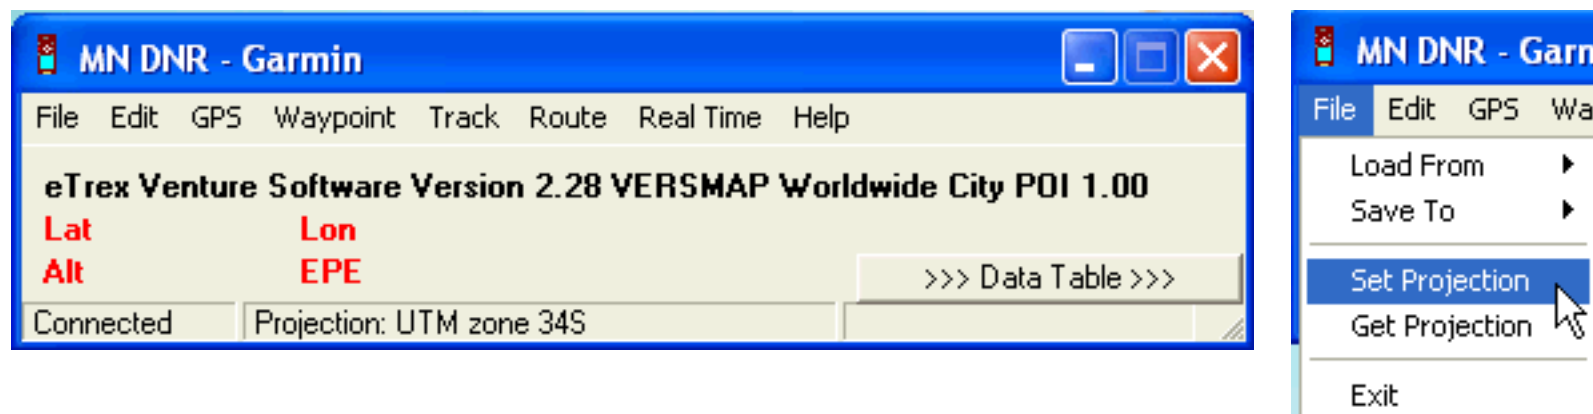 MN DNR - Garmin
File Edit GPS Waypoint Track Route Real Time Help
eTrex Venture Software Version 2.28 VERSMAP Worldwide City POI 1.00
Lat Lon
Alt EPE
>>> Data Table >>>
Connected Projection: UTM zone 34S
MN DNR - Garm
File Edit GPS Wa
Load From
Save To
Set Projection
Get Projection
Exit